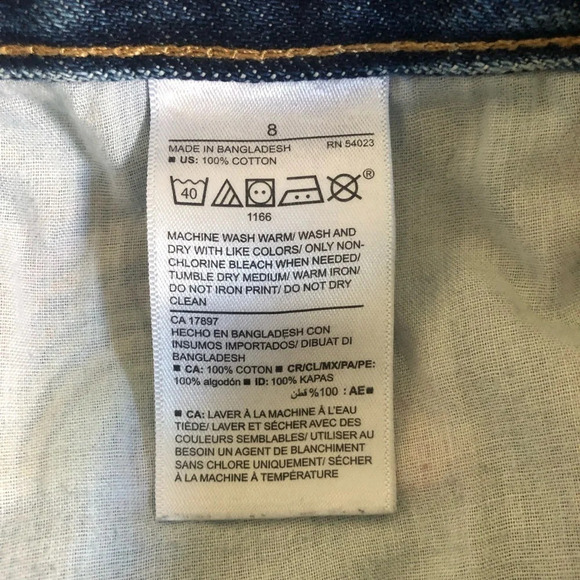 8
MADE IN BANGLADESH RN 54023
■ US: 100% COTTON
40
®
1166
MACHINE WASH WARM/ WASH AND
DRY WITH LIKE COLORS/ ONLY NON-
CHLORINE BLEACH WHEN NEEDED/
TUMBLE DRY MEDIUM/ WARM IRON/
DO NOT IRON PRINT/ DO NOT DRY
CLEAN
CA 17897
HECHO EN BANGLADESH CON
INSUMOS IMPORTADOS/ DIBUAT DI
BANGLADESH
■ CA: 100% COTON ■ CR/CL/MX/PA/PE:
100% algodón ■ ID: 100% KAPAS
■ AE: 100% قطن
■ CA: LAVER À LA MACHINE À L'EAU
TIÈDE/ LAVER ET SÉCHER AVEC DES
COULEURS SEMBLABLES/ UTILISER AU
BESOIN UN AGENT DE BLANCHIMENT
SANS CHLORE UNIQUEMENT/ SÉCHER
À LA MACHINE À TEMPÉRATURE